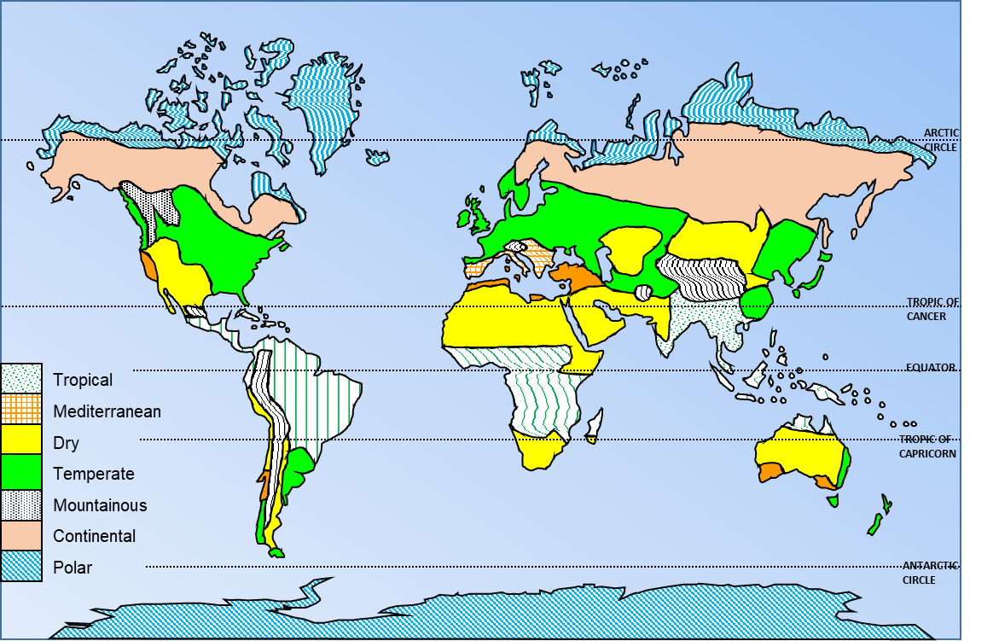 ARCTIC
CIRCLE
TROPIC OF
CANCER
EQUATOR
Tropical
Mediterranean
Dry
TROPIC OF
CAPRICORN
Temperate
Mountainous
Continental
Polar
ANTARCTIC
CIRCLE